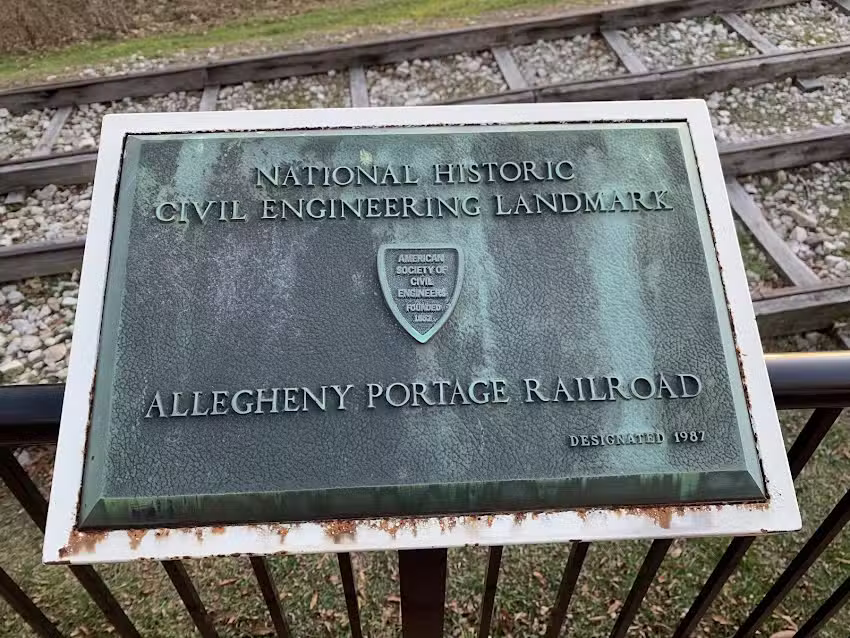 NATIONAL HISTORIC
CIVIL ENGINEERING LANDMARK
AMERICAN
SOCIETY OF
CIVIL
ENGINEERS
FOUNDED
1852
ALLEGHENY PORTAGE RAILROAD
DESIGNATED 1987